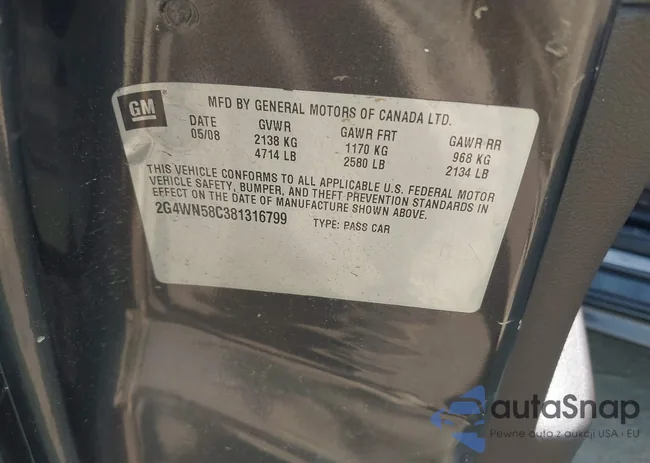 GM
MFD BY GENERAL MOTORS OF CANADA LTD.
DATE GVWR GAWR FRT GAWR RR
05/08 2138 KG 1170 KG 968 KG
4714 LB 2580 LB 2134 LB
THIS VEHICLE CONFORMS TO ALL APPLICABLE U.S. FEDERAL MOTOR
VEHICLE SAFETY, BUMPER, AND THEFT PREVENTION STANDARDS IN
EFFECT ON THE DATE OF MANUFACTURE SHOWN ABOVE.
2G4WN58C381316799 TYPE: PASS CAR
autaSnap
Pewne auta z aukcji USA i EU